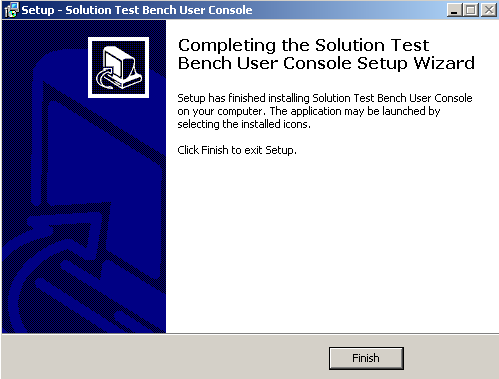 Setup - Solution Test Bench User Console
Completing the Solution Test
Bench User Console Setup Wizard
Setup has finished installing Solution Test Bench User Console
on your computer. The application may be launched by
selecting the installed icons.
Click Finish to exit Setup.
Finish